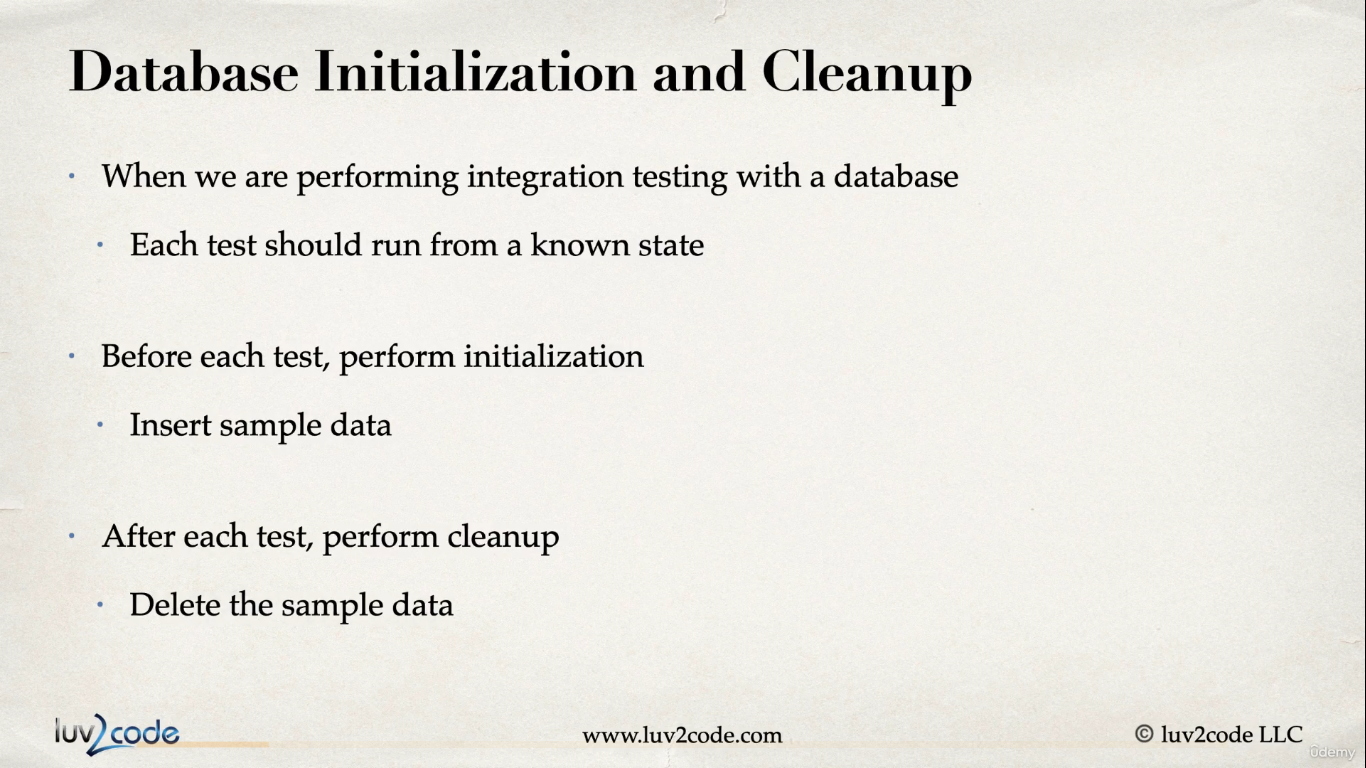 Database Initialization and Cleanup
• When we are performing integration testing with a database
• Each test should run from a known state
• Before each test, perform initialization
• Insert sample data
• After each test, perform cleanup
• Delete the sample data
luv2code
www.luv2code.com
© luv2code LLC
ûdemy